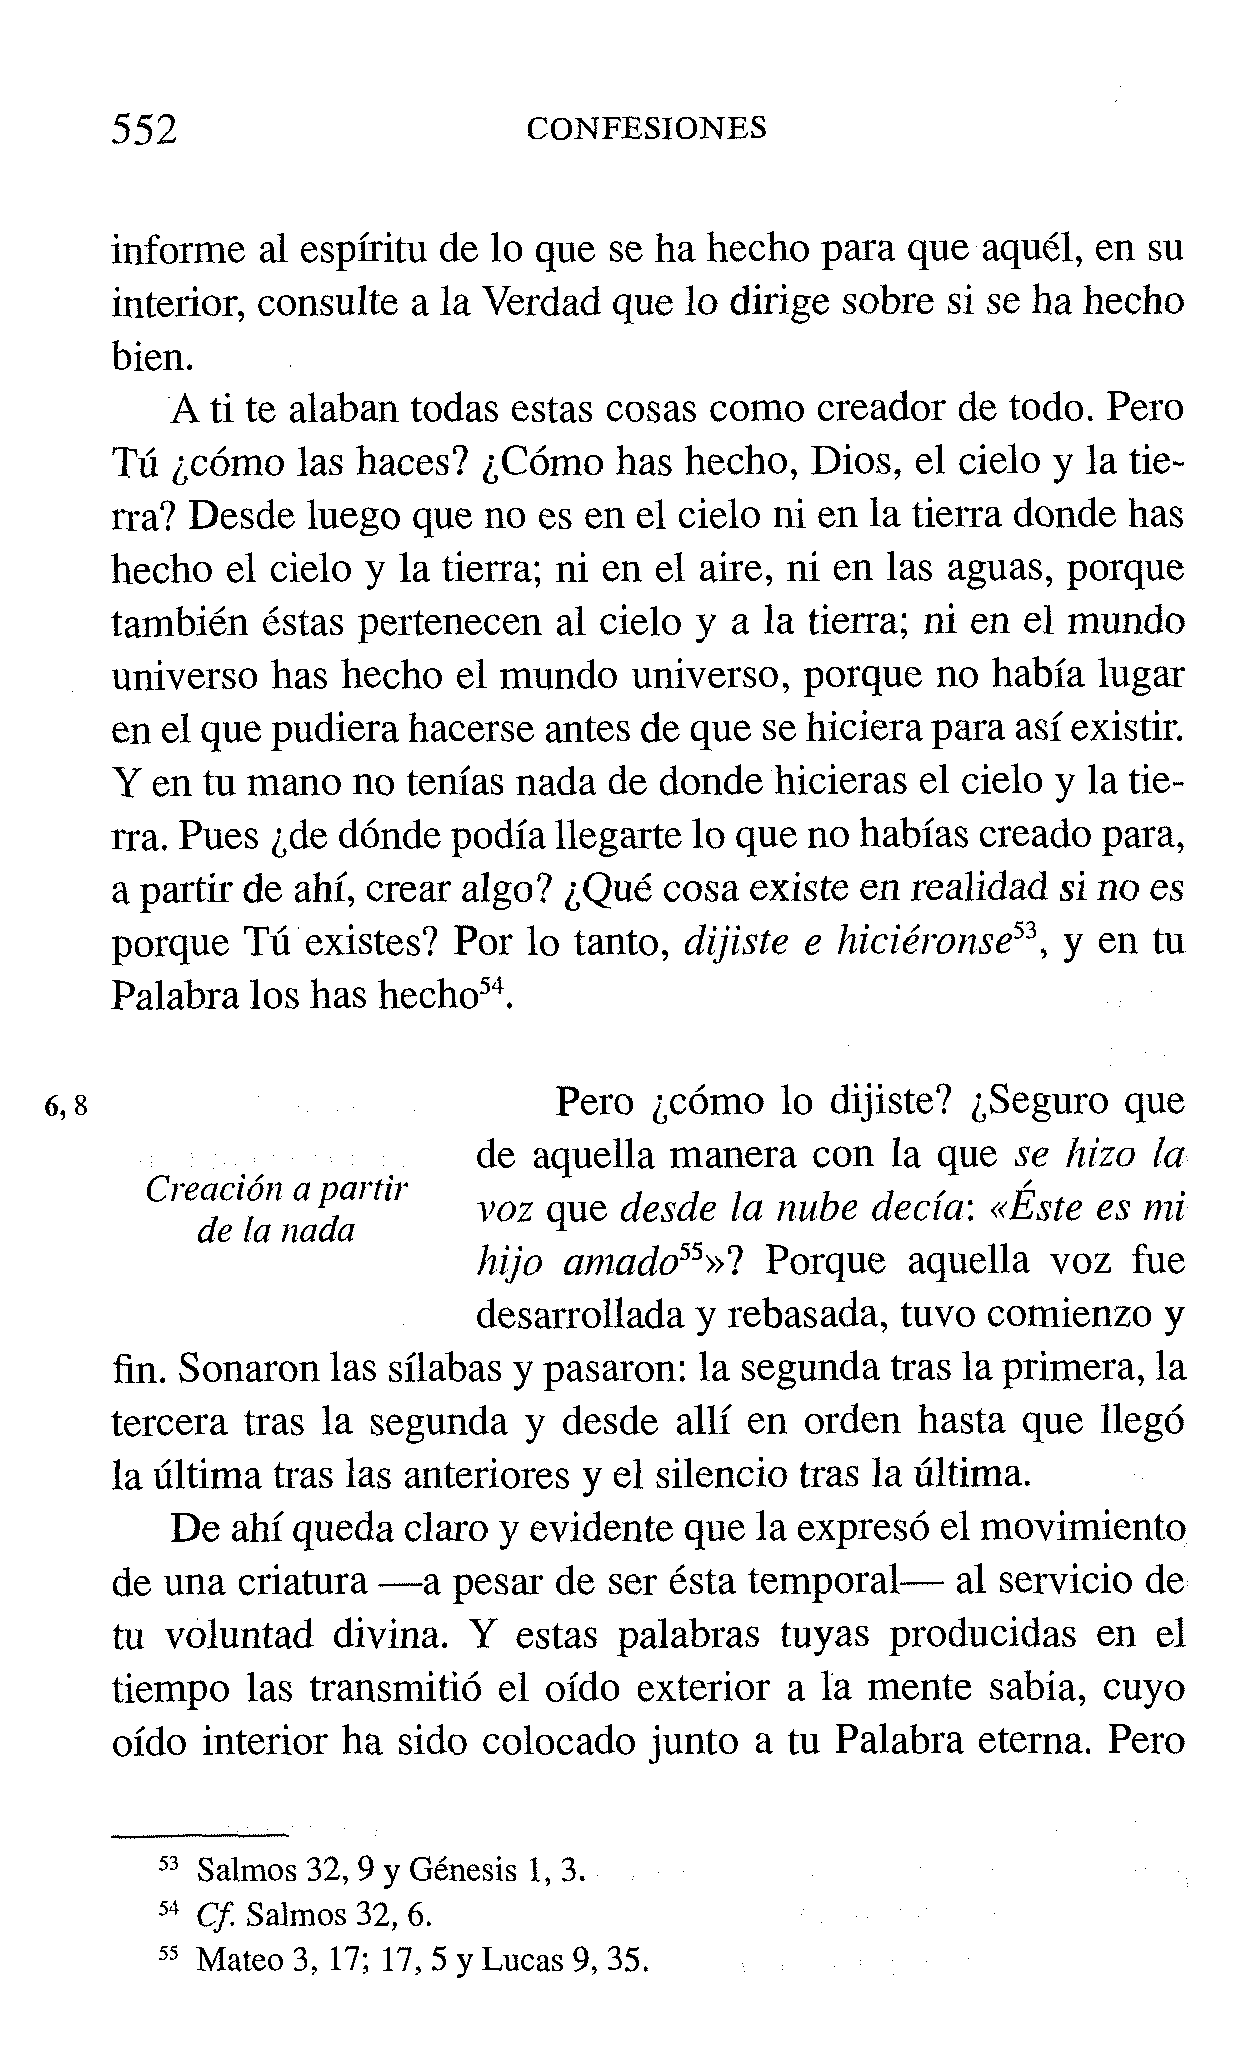 552 CONFESIONES
informe al espíritu de lo que se ha hecho para que aquél, en su
interior, consulte a la Verdad que lo dirige sobre si se ha hecho
bien.
A ti te alaban todas estas cosas como creador de todo. Pero
Tú ¿cómo las haces? ¿Cómo has hecho, Dios, el cielo y la tie-
rra? Desde luego que no es en el cielo ni en la tierra donde has
hecho el cielo y la tierra; ni en el aire, ni en las aguas, porque
también éstas pertenecen al cielo y a la tierra; ni en el mundo
universo has hecho el mundo universo, porque no había lugar
en el que pudiera hacerse antes de que se hiciera para así existir.
Y en tu mano no tenías nada de donde hicieras el cielo y la tie-
rra. Pues ¿de dónde podía llegarte lo que no habías creado para,
a partir de ahí, crear algo? ¿Qué cosa existe en realidad si no es
porque Tú existes? Por lo tanto, dijiste e hiciéronse⁵³, y en tu
Palabra los has hecho⁵⁴.
6, 8
Creación a partir
de la nada
Pero ¿cómo lo dijiste? ¿Seguro que
de aquella manera con la que se hizo la
voz que desde la nube decía: «Éste es mi
hijo amado⁵⁵»? Porque aquella voz fue
desarrollada y rebasada, tuvo comienzo y
fin. Sonaron las sílabas y pasaron: la segunda tras la primera, la
tercera tras la segunda y desde allí en orden hasta que llegó
la última tras las anteriores y el silencio tras la última.
De ahí queda claro y evidente que la expresó el movimiento
de una criatura —a pesar de ser ésta temporal— al servicio de
tu voluntad divina. Y estas palabras tuyas producidas en el
tiempo las transmitió el oído exterior a la mente sabia, cuyo
oído interior ha sido colocado junto a tu Palabra eterna. Pero
⁵³ Salmos 32, 9 y Génesis 1, 3.
⁵⁴ Cf. Salmos 32, 6.
⁵⁵ Mateo 3, 17; 17, 5 y Lucas 9, 35.